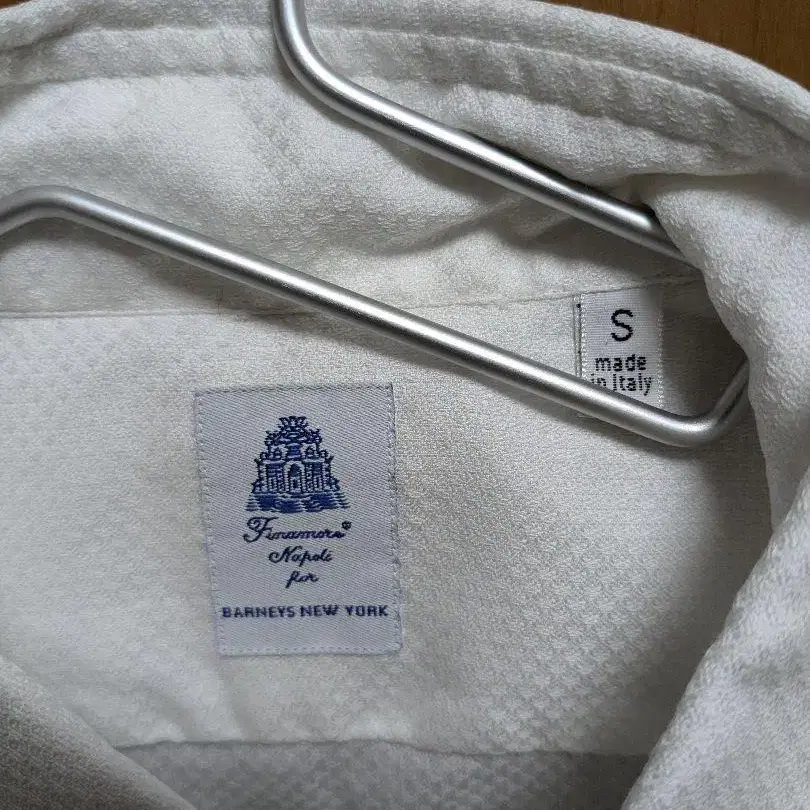 S
made
in Italy
Finamore®
Napoli
for
BARNEYS NEW YORK